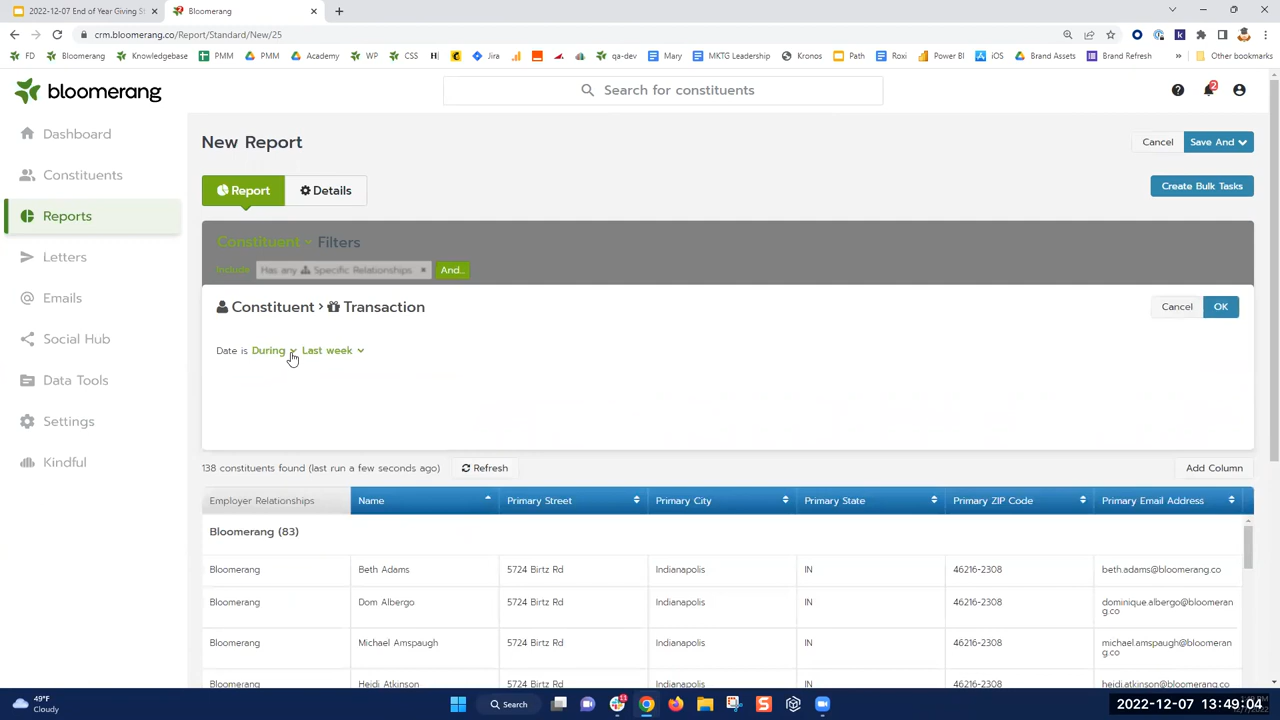 2022-12-07 End of Year Giving St
Bloomerang
crm.bloomerang.co/Report/Standard/New/25
FD
Bloomerang
Knowledgebase
PMM
PMM
Academy
WP
CSS
Jira
qa-dev
Mary
MKTG Leadership
Kronos
Path
Roxi
Power BI
iOS
Brand Assets
Brand Refresh
Other bookmarks
bloomerang
Search for constituents
2
Dashboard
Constituents
Reports
Letters
Emails
Social Hub
Data Tools
Settings
Kindful
New Report
Cancel
Save And
Report
Details
Create Bulk Tasks
Constituent Filters
Include Has any Specific Relationships × And...
Constituent > Transaction
Cancel
OK
Date is During Last week
138 constituents found (last run a few seconds ago)
Refresh
Add Column
Employer Relationships Name Primary Street Primary City Primary State Primary ZIP Code Primary Email Address
Bloomerang (83)
Bloomerang Beth Adams 5724 Birtz Rd Indianapolis IN 46216-2308 beth.adams@bloomerang.co
Bloomerang Dom Albergo 5724 Birtz Rd Indianapolis IN 46216-2308 dominique.albergo@bloomeran
g.co
Bloomerang Michael Amspaugh 5724 Birtz Rd Indianapolis IN 46216-2308 michael.amspaugh@bloomeran
g.co
Bloomerang Heidi Atkinson 5724 Birtz Rd Indianapolis IN 46216-2308 heidi.atkinson@bloomerang.co
49°F
Cloudy
Search
11
2022-12-07 13:49:04